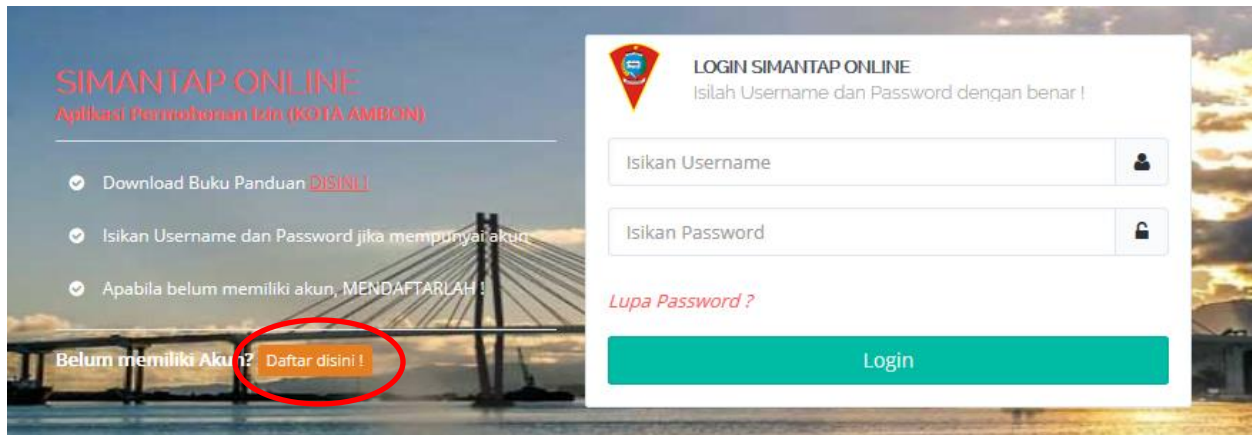 SIMANTAP ONLINE
Aplikasi Permohonan Izin (KOTA AMBON)
Download Buku Panduan DISINI !
Isikan Username dan Password jika mempunyai akun
Apabila belum memiliki akun, MENDAFTARLAH !
Belum memiliki Akun? Daftar disini !
LOGIN SIMANTAP ONLINE
Isilah Username dan Password dengan benar !
Isikan Username
Isikan Password
Lupa Password ?
Login